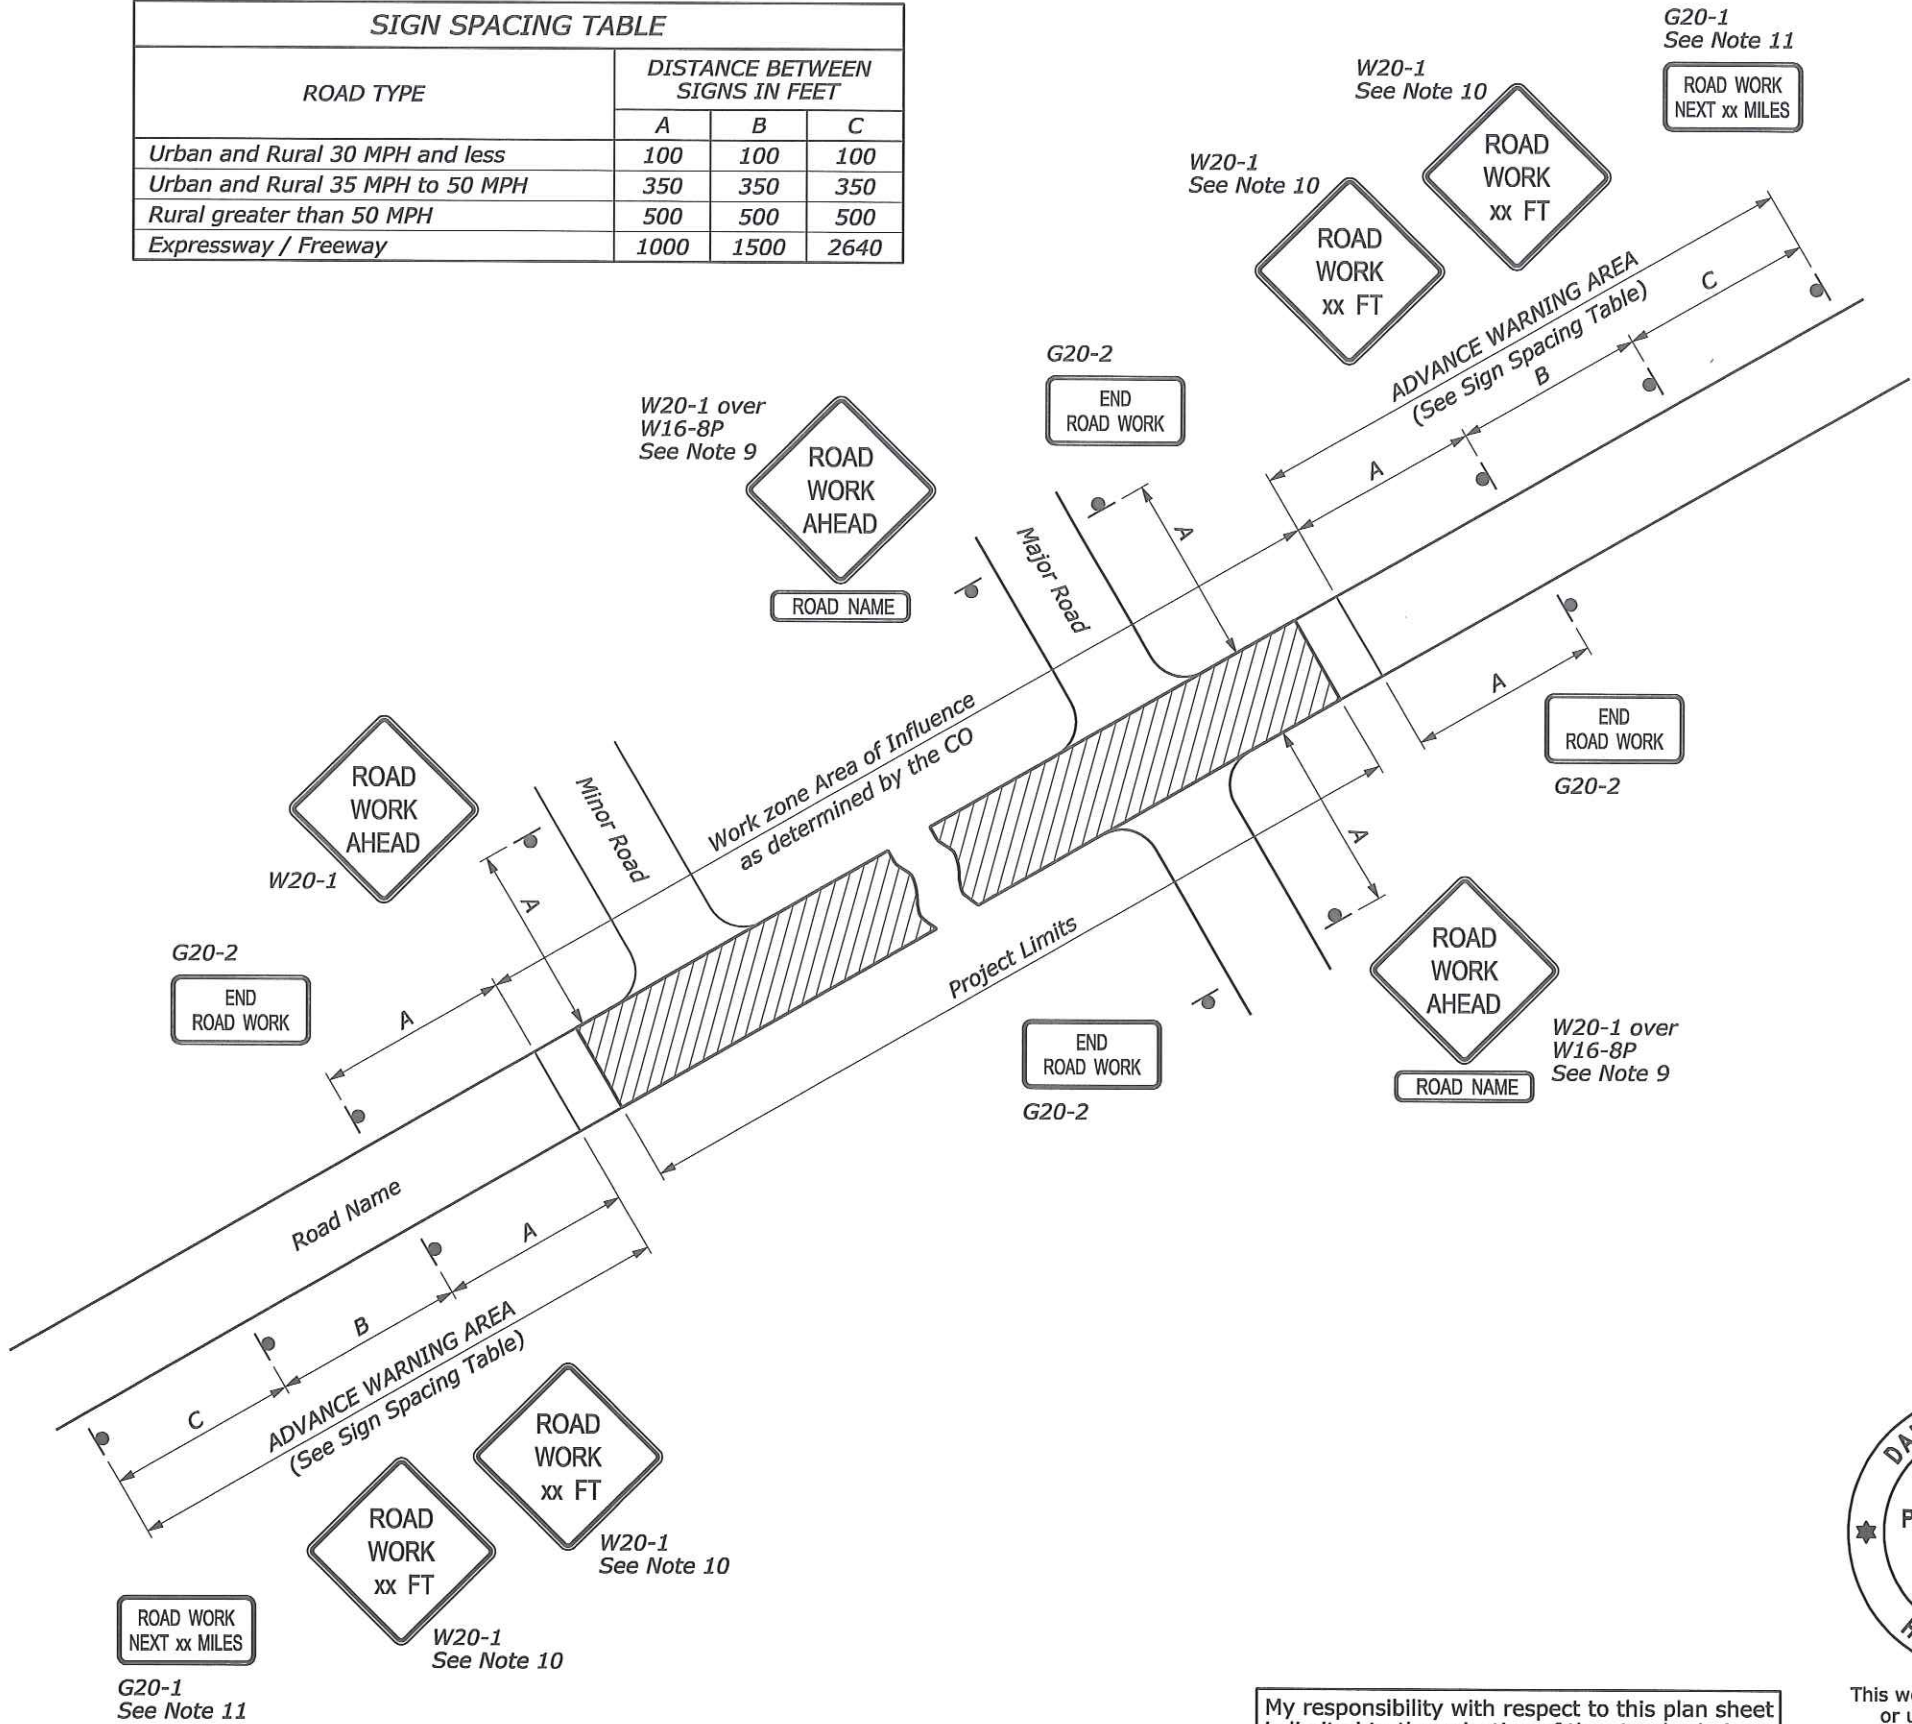 SIGN SPACING TABLE
ROAD TYPE
DISTANCE BETWEEN
SIGNS IN FEET
A B C
Urban and Rural 30 MPH and less 100 100 100
Urban and Rural 35 MPH to 50 MPH 350 350 350
Rural greater than 50 MPH 500 500 500
Expressway / Freeway 1000 1500 2640
G20-1
See Note 11
ROAD WORK
NEXT xx MILES
W20-1
See Note 10
ROAD
WORK
xx FT
W20-1
See Note 10
ROAD
WORK
xx FT
ADVANCE WARNING AREA
(See Sign Spacing Table)
A
B
C
G20-2
END
ROAD WORK
W20-1 over
W16-8P
See Note 9
ROAD
WORK
AHEAD
ROAD NAME
Major Road
A
A
END
ROAD WORK
G20-2
Work zone Area of Influence
as determined by the CO
ROAD
WORK
AHEAD
W20-1
Minor Road
A
G20-2
END
ROAD WORK
A
Project Limits
A
ROAD
WORK
AHEAD
ROAD NAME
W20-1 over
W16-8P
See Note 9
END
ROAD WORK
G20-2
Road Name
A
B
C
ADVANCE WARNING AREA
(See Sign Spacing Table)
ROAD
WORK
xx FT
W20-1
See Note 10
ROAD
WORK
xx FT
W20-1
See Note 10
ROAD WORK
NEXT xx MILES
G20-1
See Note 11
My responsibility with respect to this plan sheet
This
or